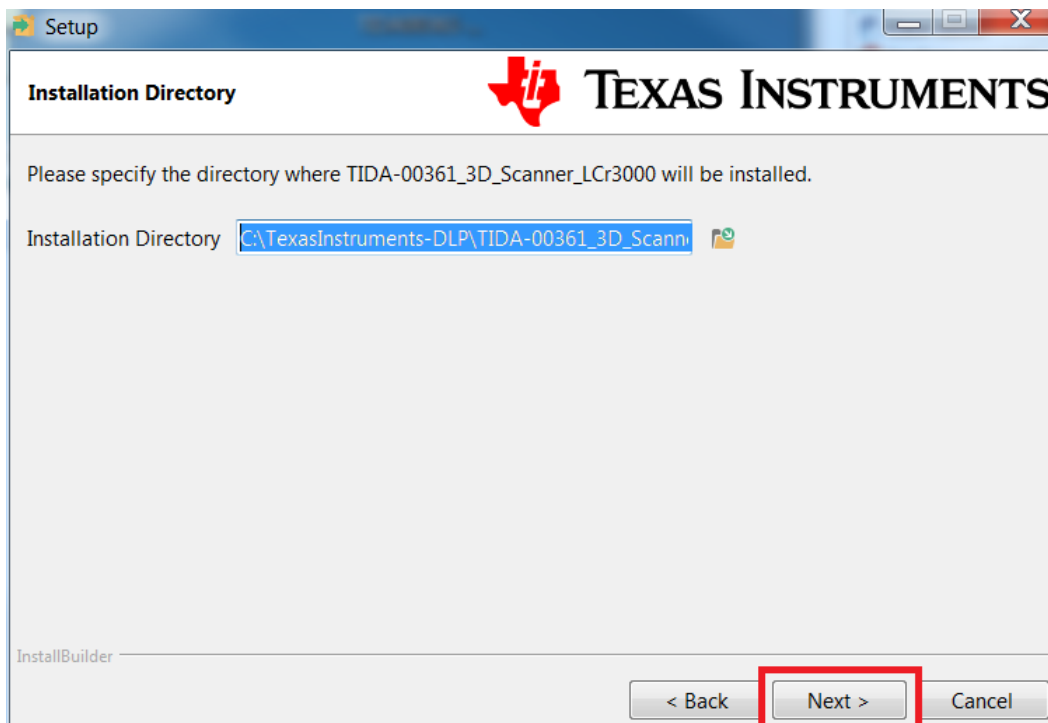 Setup
Installation Directory
TEXAS INSTRUMENTS
Please specify the directory where TIDA-00361_3D_Scanner_LCr3000 will be installed.
Installation Directory C:\TexasInstruments-DLP\TIDA-00361_3D_Scann
InstallBuilder
< Back Next > Cancel